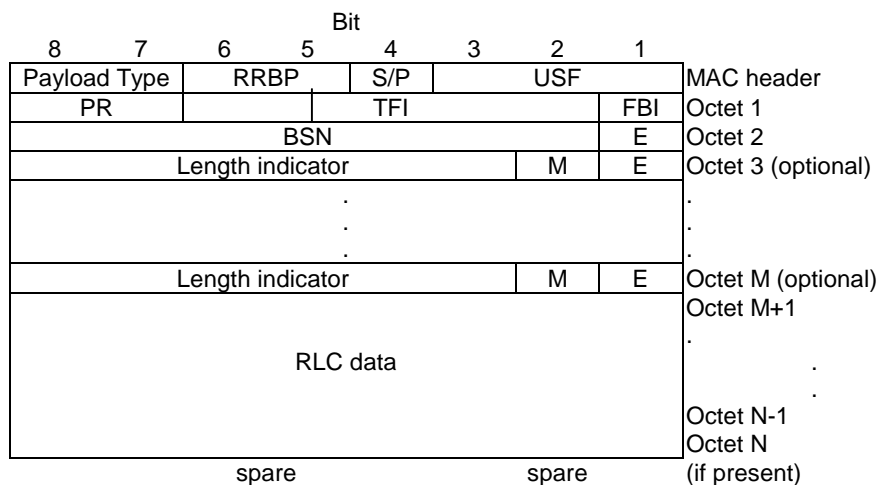 Bit
8 7 6 5 4 3 2 1
Payload Type RRBP S/P USF MAC header
PR TFI FBI Octet 1
BSN E Octet 2
Length indicator M E Octet 3 (optional)
. .
. .
. .
Length indicator M E Octet M (optional)
Octet M+1
.
RLC data .
.
Octet N-1
Octet N
spare spare (if present)